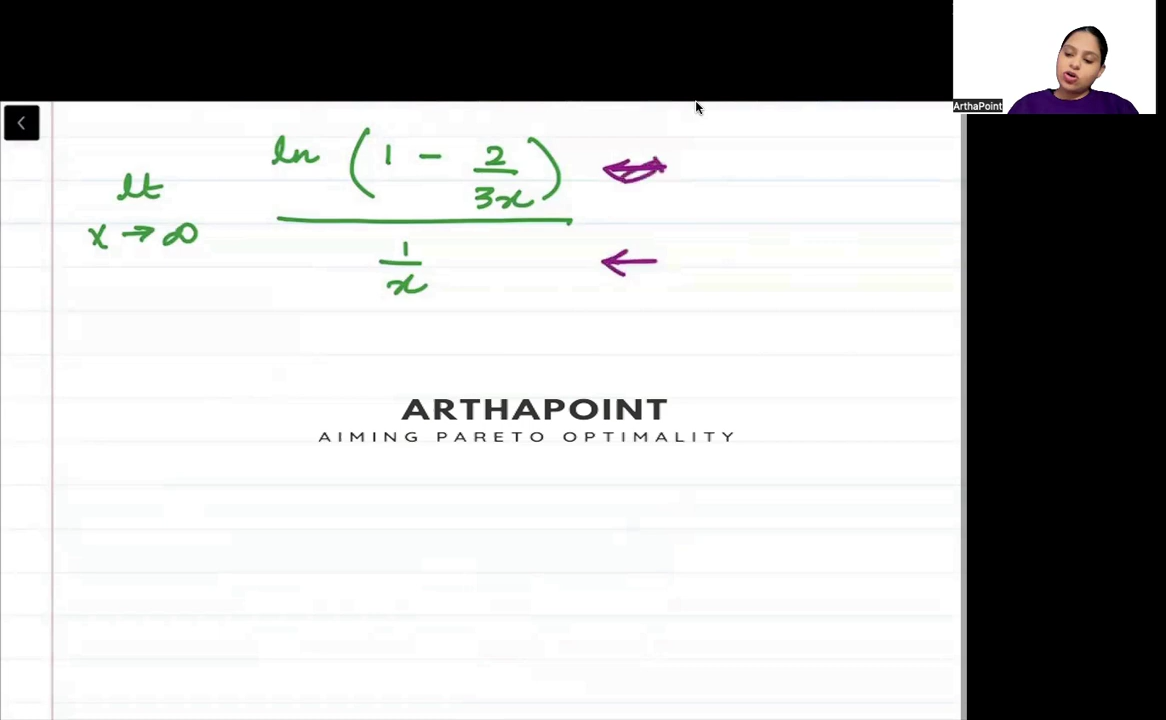 ArthaPoint
ln (1 - 2/3x)
lt
x → ∞
1/x
ARTHAPOINT
AIMING PARETO OPTIMALITY